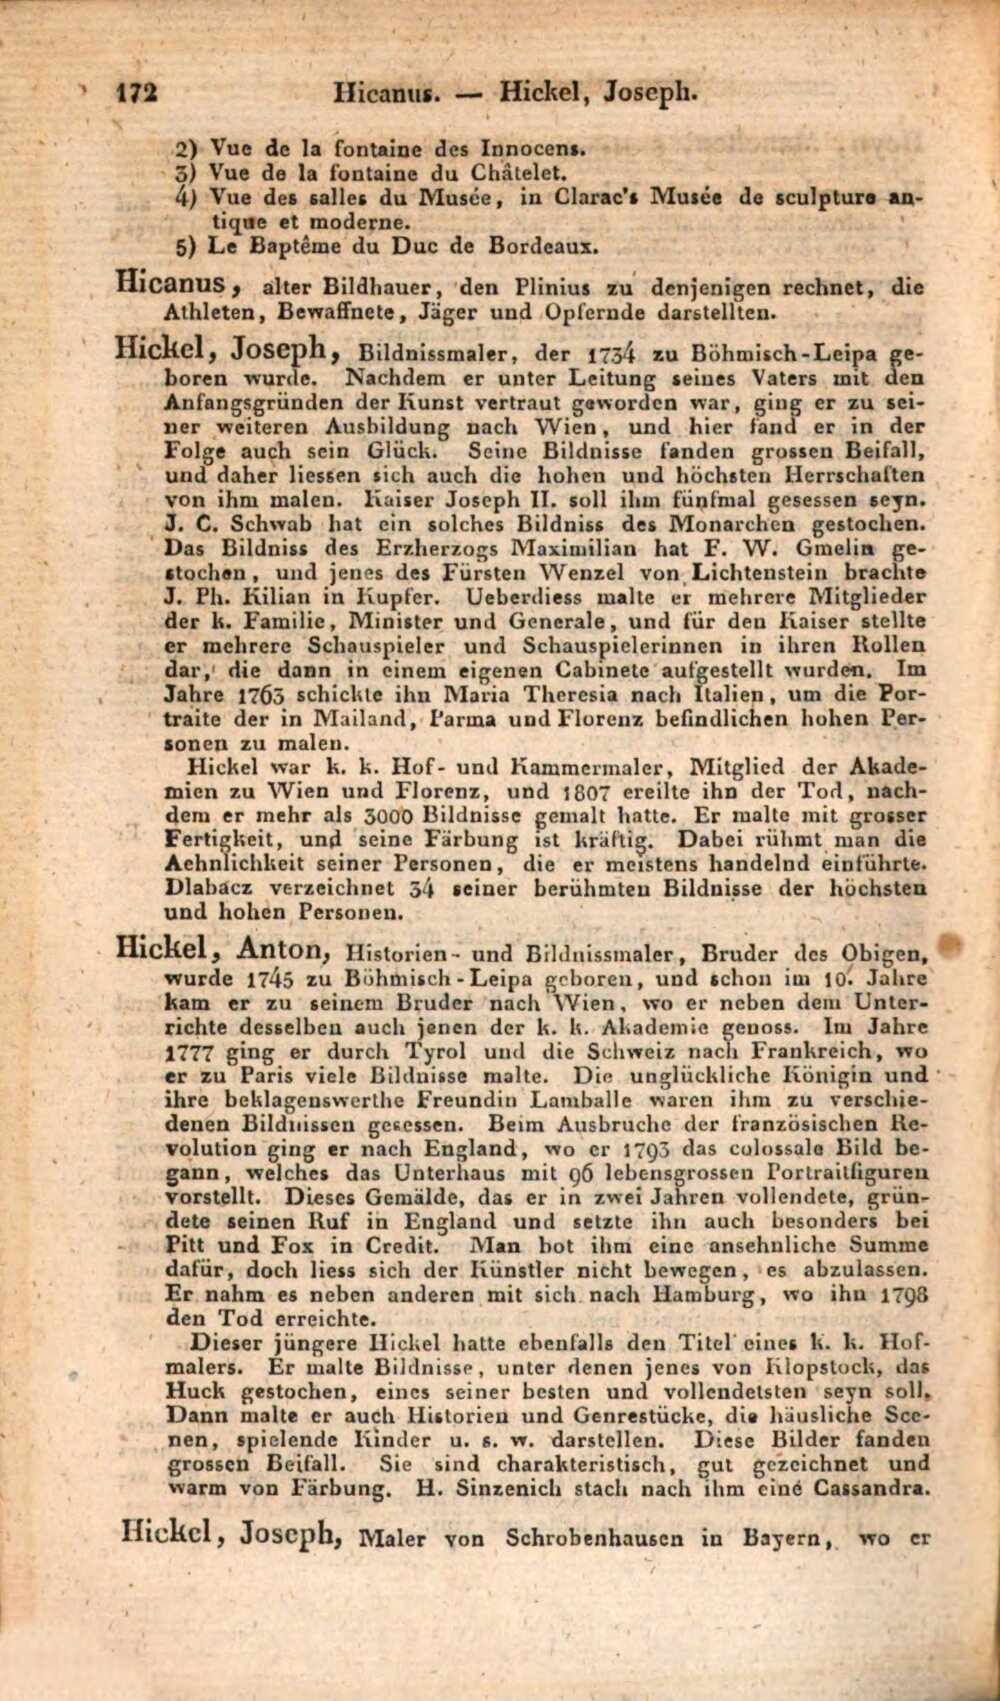 172 Hicanus. — Hickel, Joseph.
2) Vue de la fontaine des Innocens.
3) Vue de la fontaine du Châtelet.
4) Vue des salles du Musée, in Clarac's Musée de sculpture an-
tique et moderne.
5) Le Baptême du Duc de Bordeaux.
Hicanus, alter Bildhauer, den Plinius zu denjenigen rechnet, die
Athleten, Bewaffnete, Jäger und Opfernde darstellten.
Hickel, Joseph, Bildnissmaler, der 1734 zu Böhmisch-Leipa ge-
boren wurde. Nachdem er unter Leitung seines Vaters mit den
Anfangsgründen der Kunst vertraut geworden war, ging er zu sei-
ner weiteren Ausbildung nach Wien, und hier fand er in der
Folge auch sein Glück. Seine Bildnisse fanden grossen Beifall,
und daher liessen sich auch die hohen und höchsten Herrschaften
von ihm malen. Kaiser Joseph II. soll ihm fünfmal gesessen seyn.
J. C. Schwab hat ein solches Bildniss des Monarchen gestochen.
Das Bildniss des Erzherzogs Maximilian hat F. W. Gmelin ge-
stochen, und jenes des Fürsten Wenzel von Lichtenstein brachte
J. Ph. Kilian in Kupfer. Ueberdiess malte er mehrere Mitglieder
der k. Familie, Minister und Generale, und für den Kaiser stellte
er mehrere Schauspieler und Schauspielerinnen in ihren Rollen
dar, die dann in einem eigenen Cabinete aufgestellt wurden. Im
Jahre 1763 schickte ihn Maria Theresia nach Italien, um die Por-
traite der in Mailand, Parma und Florenz befindlichen hohen Per-
sonen zu malen.
Hickel war k. k. Hof- und Kammermaler, Mitglied der Akade-
mien zu Wien und Florenz, und 1807 ereilte ihn der Tod, nach-
dem er mehr als 3000 Bildnisse gemalt hatte. Er malte mit grosser
Fertigkeit, und seine Färbung ist kräftig. Dabei rühmt man die
Aehnlichkeit seiner Personen, die er meistens handelnd einführte.
Dlabacz verzeichnet 34 seiner berühmten Bildnisse der höchsten
und hohen Personen.
Hickel, Anton, Historien- und Bildnissmaler, Bruder des Obigen,
wurde 1745 zu Böhmisch-Leipa geboren, und schon im 10. Jahre
kam er zu seinem Bruder nach Wien, wo er neben dem Unter-
richte desselben auch jenen der k. k. Akademie genoss. Im Jahre
1777 ging er durch Tyrol und die Schweiz nach Frankreich, wo
er zu Paris viele Bildnisse malte. Die unglückliche Königin und
ihre beklagenswerthe Freundin Lamballe waren ihm zu verschie-
denen Bildnissen gesessen. Beim Ausbruche der französischen Re-
volution ging er nach England, wo er 1793 das colossale Bild be-
gann, welches das Unterhaus mit 96 lebensgrossen Portraitfiguren
vorstellt. Dieses Gemälde, das er in zwei Jahren vollendete, grün-
dete seinen Ruf in England und setzte ihn auch besonders bei
Pitt und Fox in Credit. Man bot ihm eine ansehnliche Summe
dafür, doch liess sich der Künstler nicht bewegen, es abzulassen.
Er nahm es neben anderen mit sich nach Hamburg, wo ihn 1798
den Tod erreichte.
Dieser jüngere Hickel hatte ebenfalls den Titel eines k. k. Hof-
malers. Er malte Bildnisse, unter denen jenes von Klopstock, das
Huck gestochen, eines seiner besten und vollendetsten seyn soll.
Dann malte er auch Historien und Genrestücke, die häusliche Sce-
nen, spielende Kinder u. s. w. darstellen. Diese Bilder fanden
grossen Beifall. Sie sind charakteristisch, gut gezeichnet und
warm von Färbung. H. Sinzenich stach nach ihm eine Cassandra.
Hickel, Joseph, Maler von Schrobenhausen in Bayern, wo er